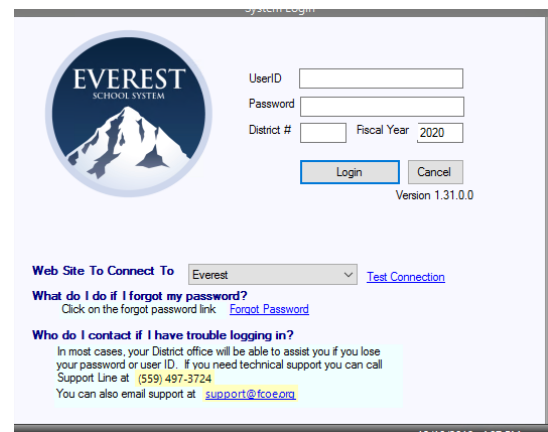 System Login
EVEREST
SCHOOL SYSTEM
UserID
Password
District #
Fiscal Year 2020
Login Cancel
Version 1.31.0.0
Web Site To Connect To Everest Test Connection
What do I do if I forgot my password?
Click on the forgot password link Forgot Password
Who do I contact if I have trouble logging in?
In most cases, your District office will be able to assist you if you lose
your password or user ID. If you need technical support you can call
Support Line at (559) 497-3724
You can also email support at support@fcoe.org